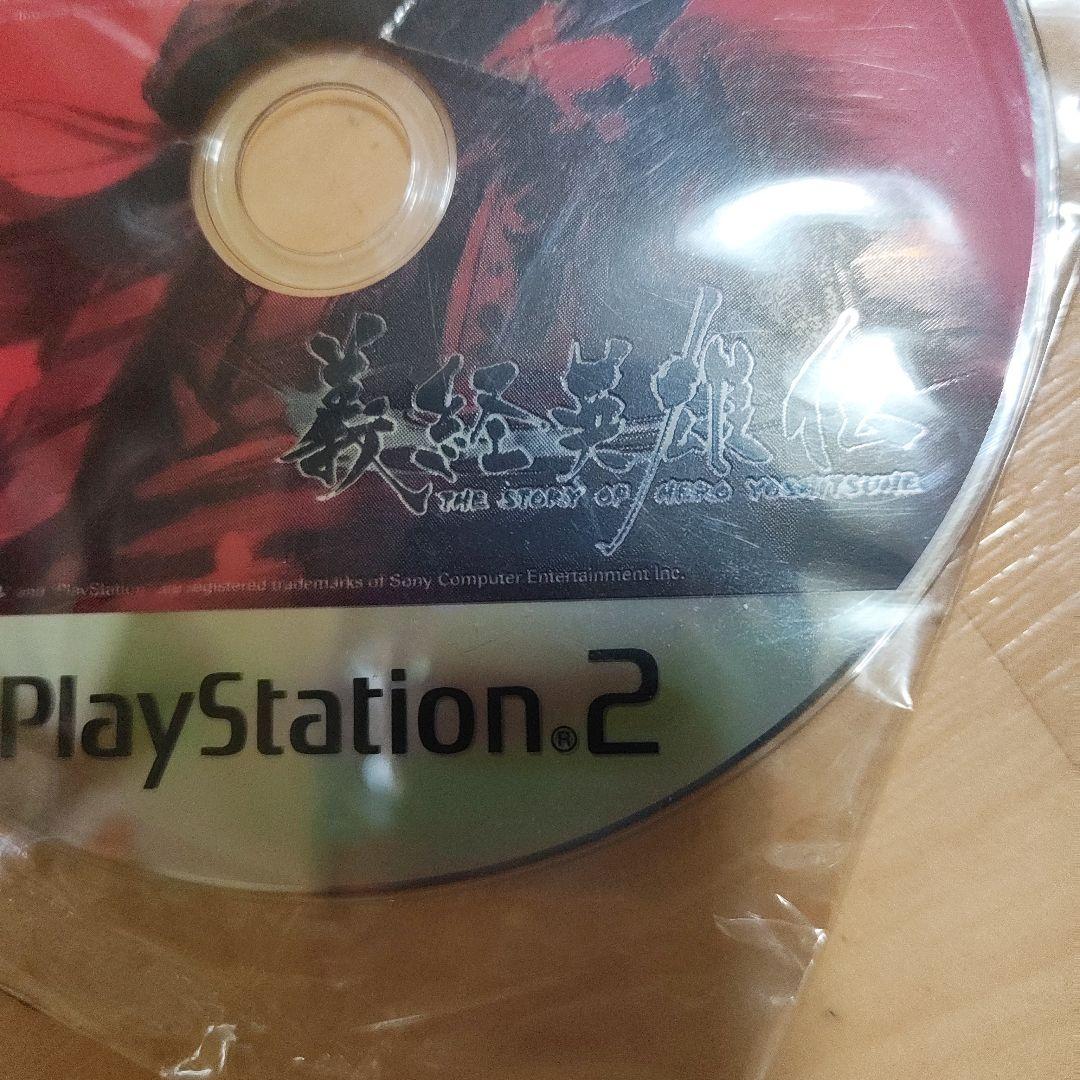 義経英雄伝
THE STORY OF HERO YOSHITSUNE
and "PlayStation" are registered trademarks of Sony Computer Entertainment Inc.
PlayStation®2